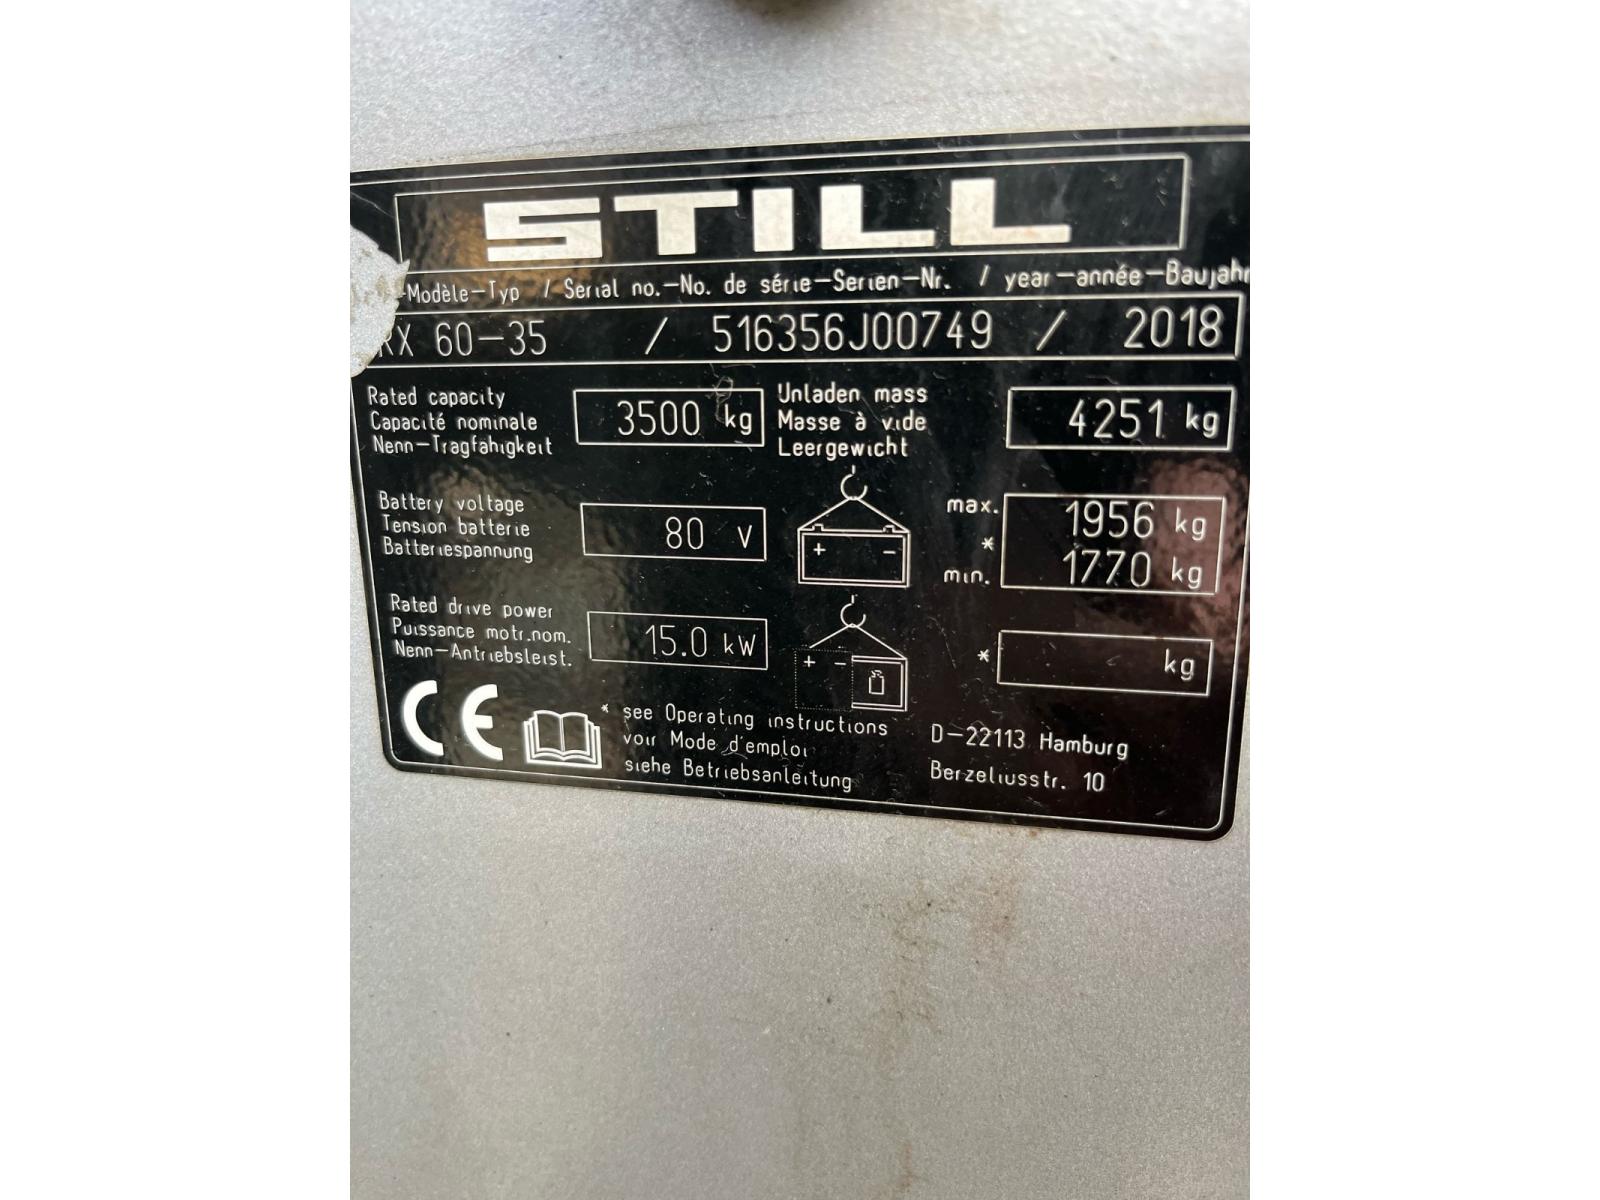 STILL
-Modèle-Typ / Serial no.-No. de série-Serien-Nr. / year-année-Baujahr
RX 60-35 / 516356J00749 / 2018
Rated capacity
Capacité nominale
Nenn-Tragfähigkeit
3500 kg
Unladen mass
Masse à vide
Leergewicht
4251 kg
Battery voltage
Tension batterie
Batteriespannung
80 V
+ -
max. 1956 kg
*
min. 1770 kg
Rated drive power
Puissance motr.nom.
Nenn-Antriebsleist.
15.0 kW
+ -
* kg
CE
* see Operating instructions
voir Mode d'emploi
siehe Betriebsanleitung
D-22113 Hamburg
Berzeliusstr. 10